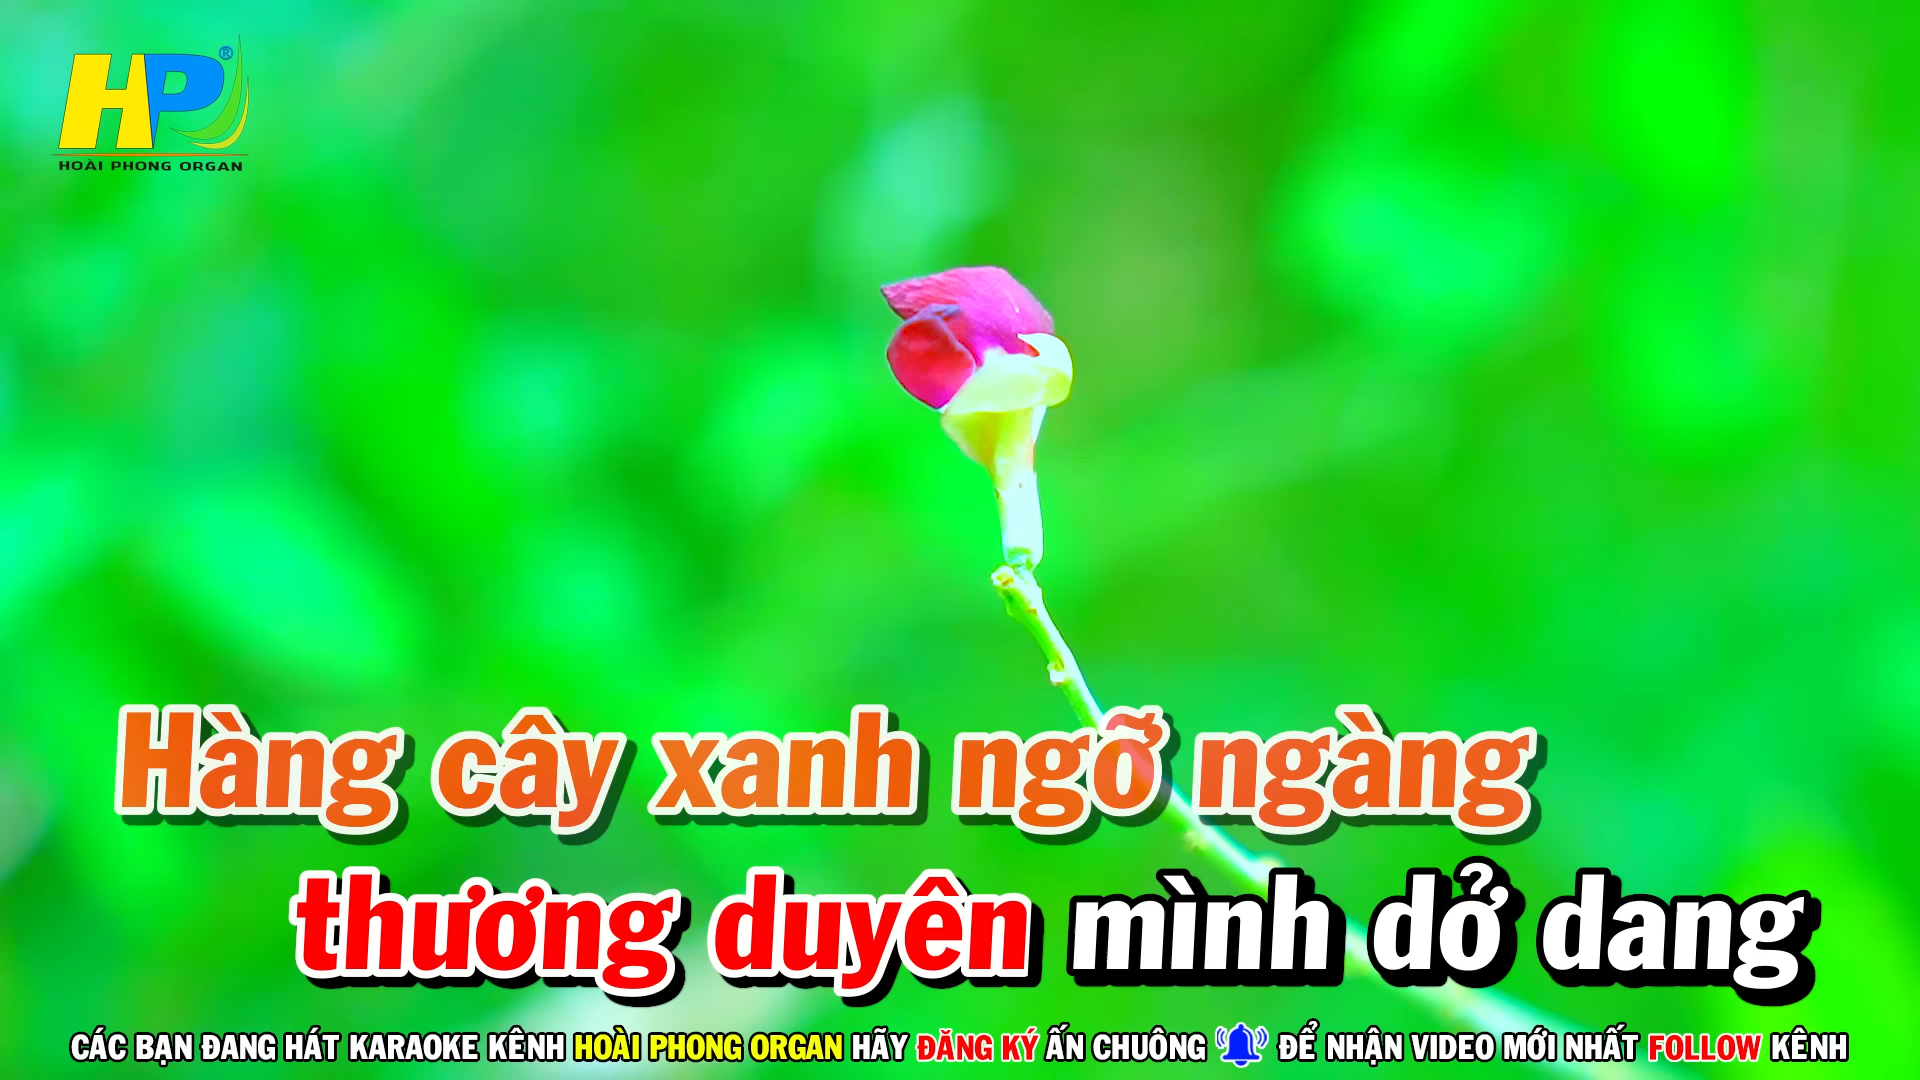 HP®
HOÀI PHONG ORGAN
Hàng cây xanh ngỡ ngàng
thương duyên mình dở dang
CÁC BẠN ĐANG HÁT KARAOKE KÊNH HOÀI PHONG ORGAN HÃY ĐĂNG KÝ ẤN CHUÔNG ĐỂ NHẬN VIDEO MỚI NHẤT FOLLOW KÊNH